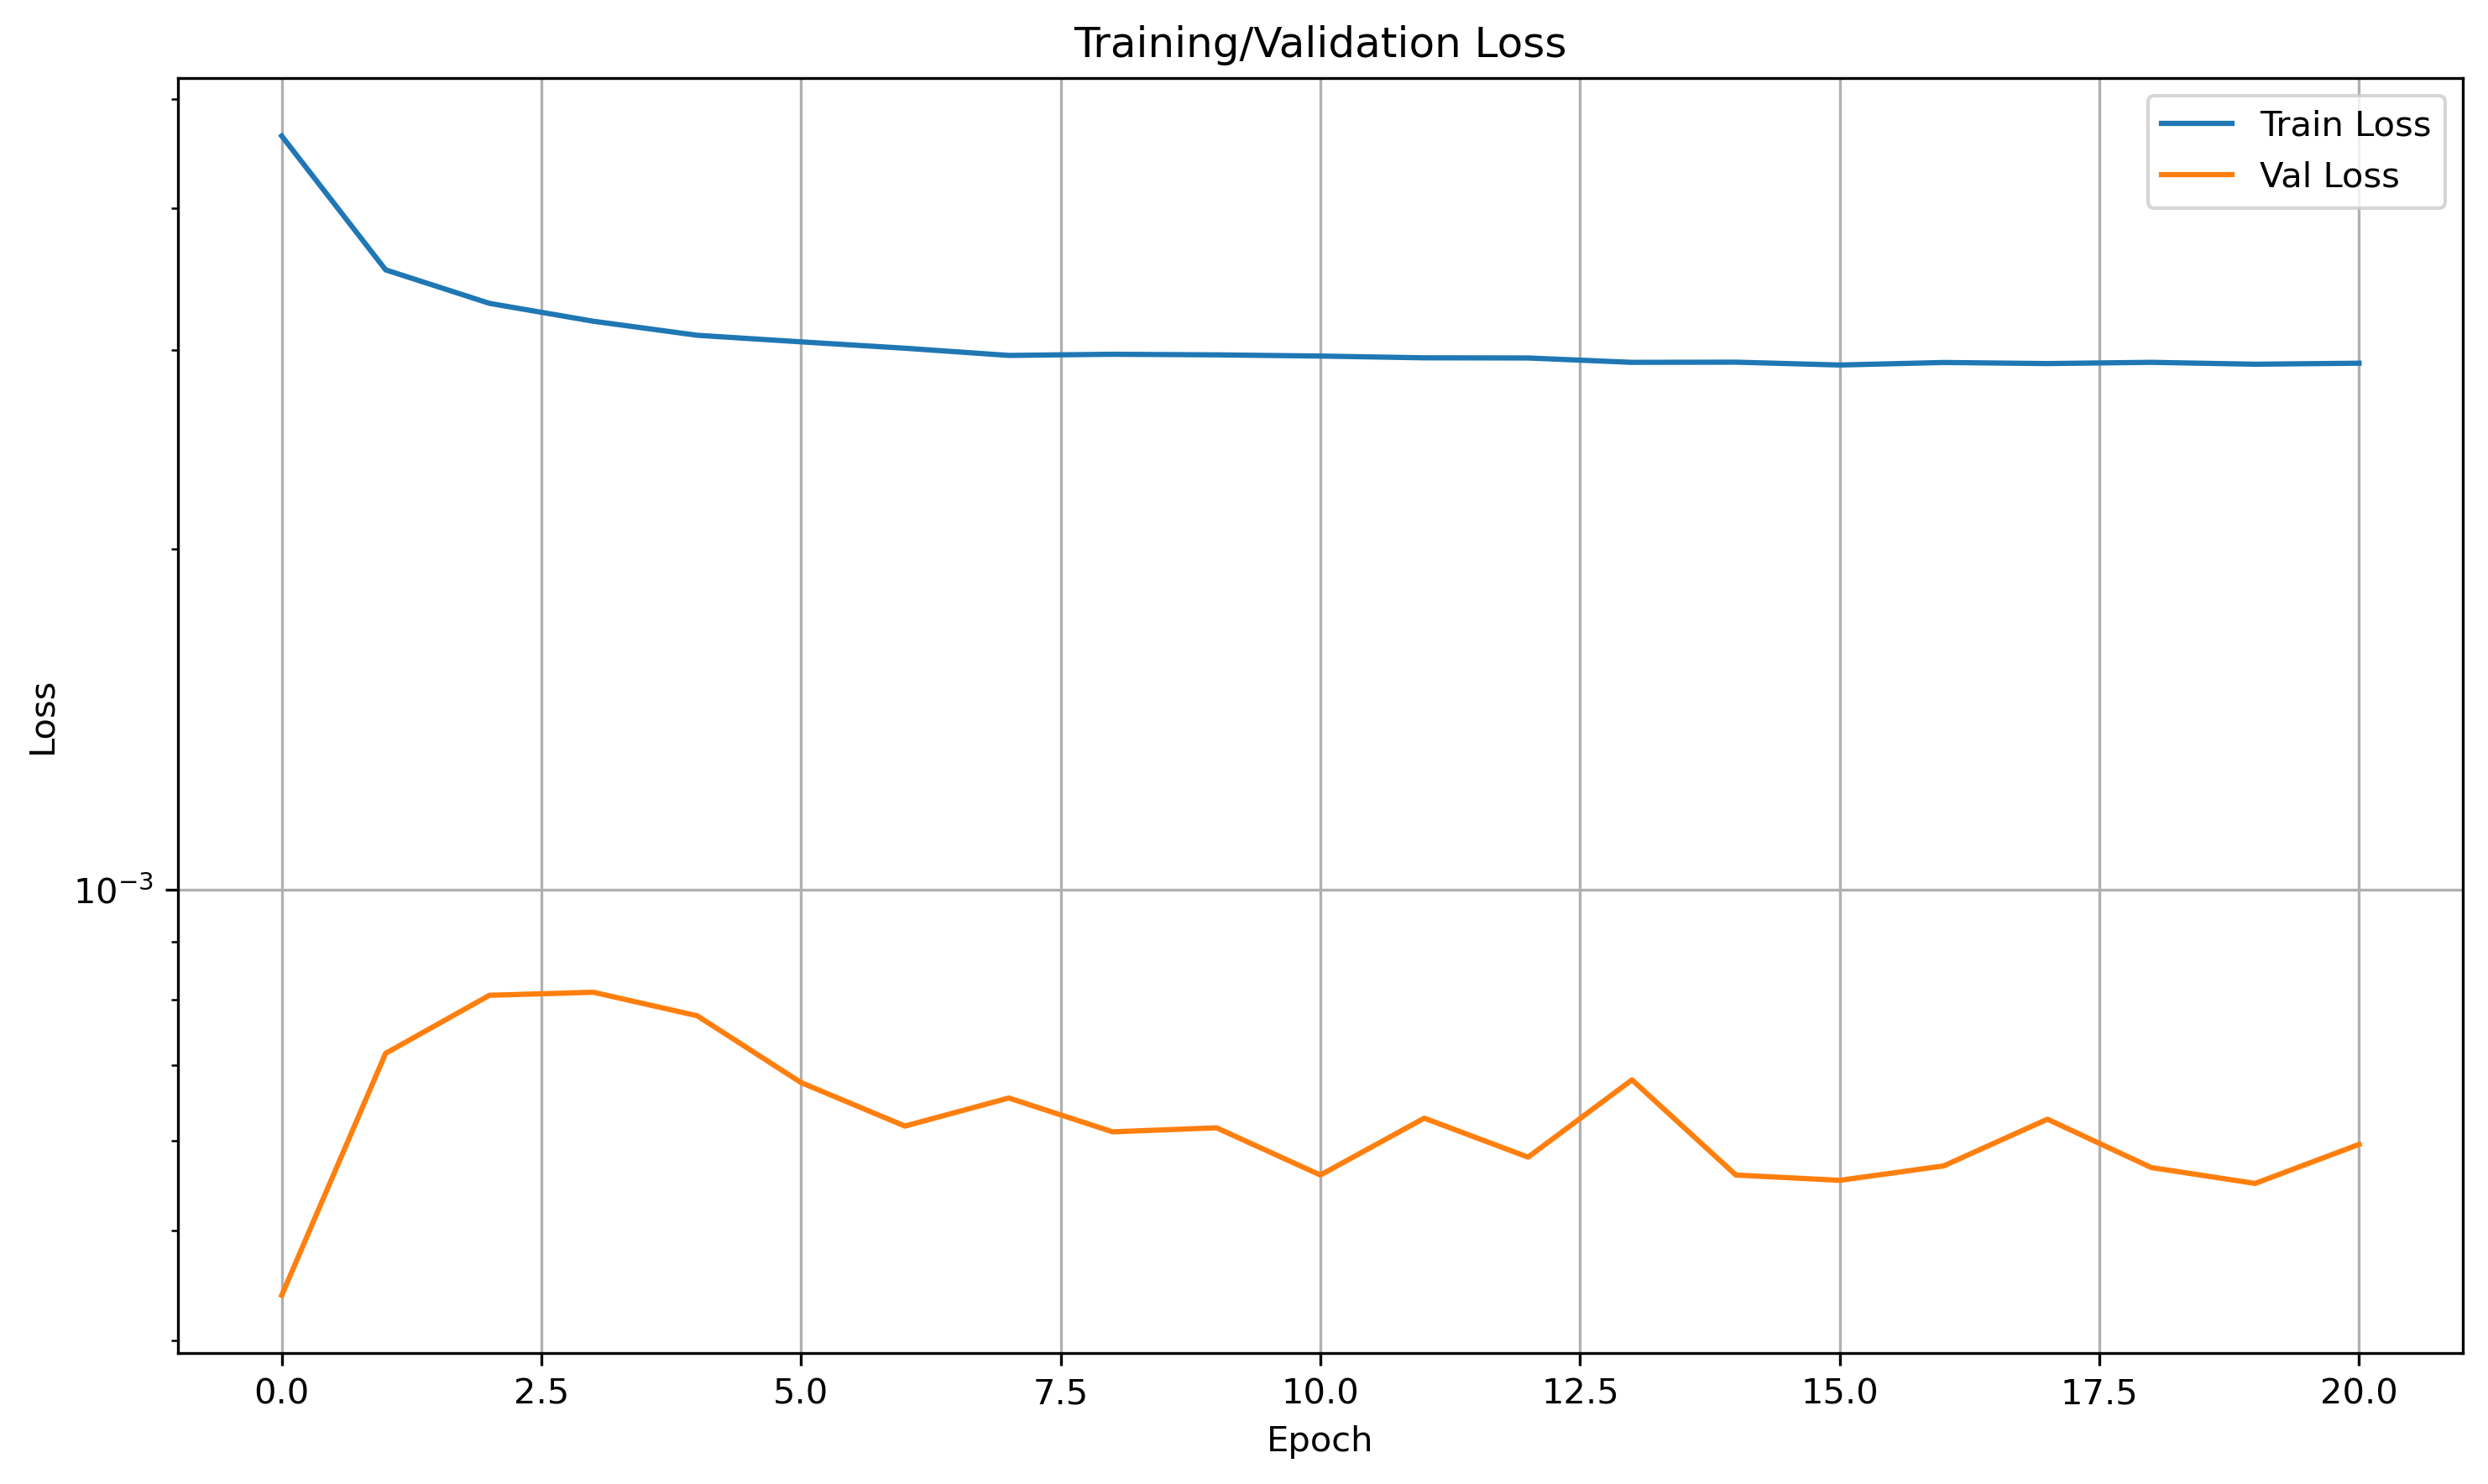 Training/Validation Loss
Train Loss
Val Loss
Loss
10⁻³
0.0 2.5 5.0 7.5 10.0 12.5 15.0 17.5 20.0
Epoch